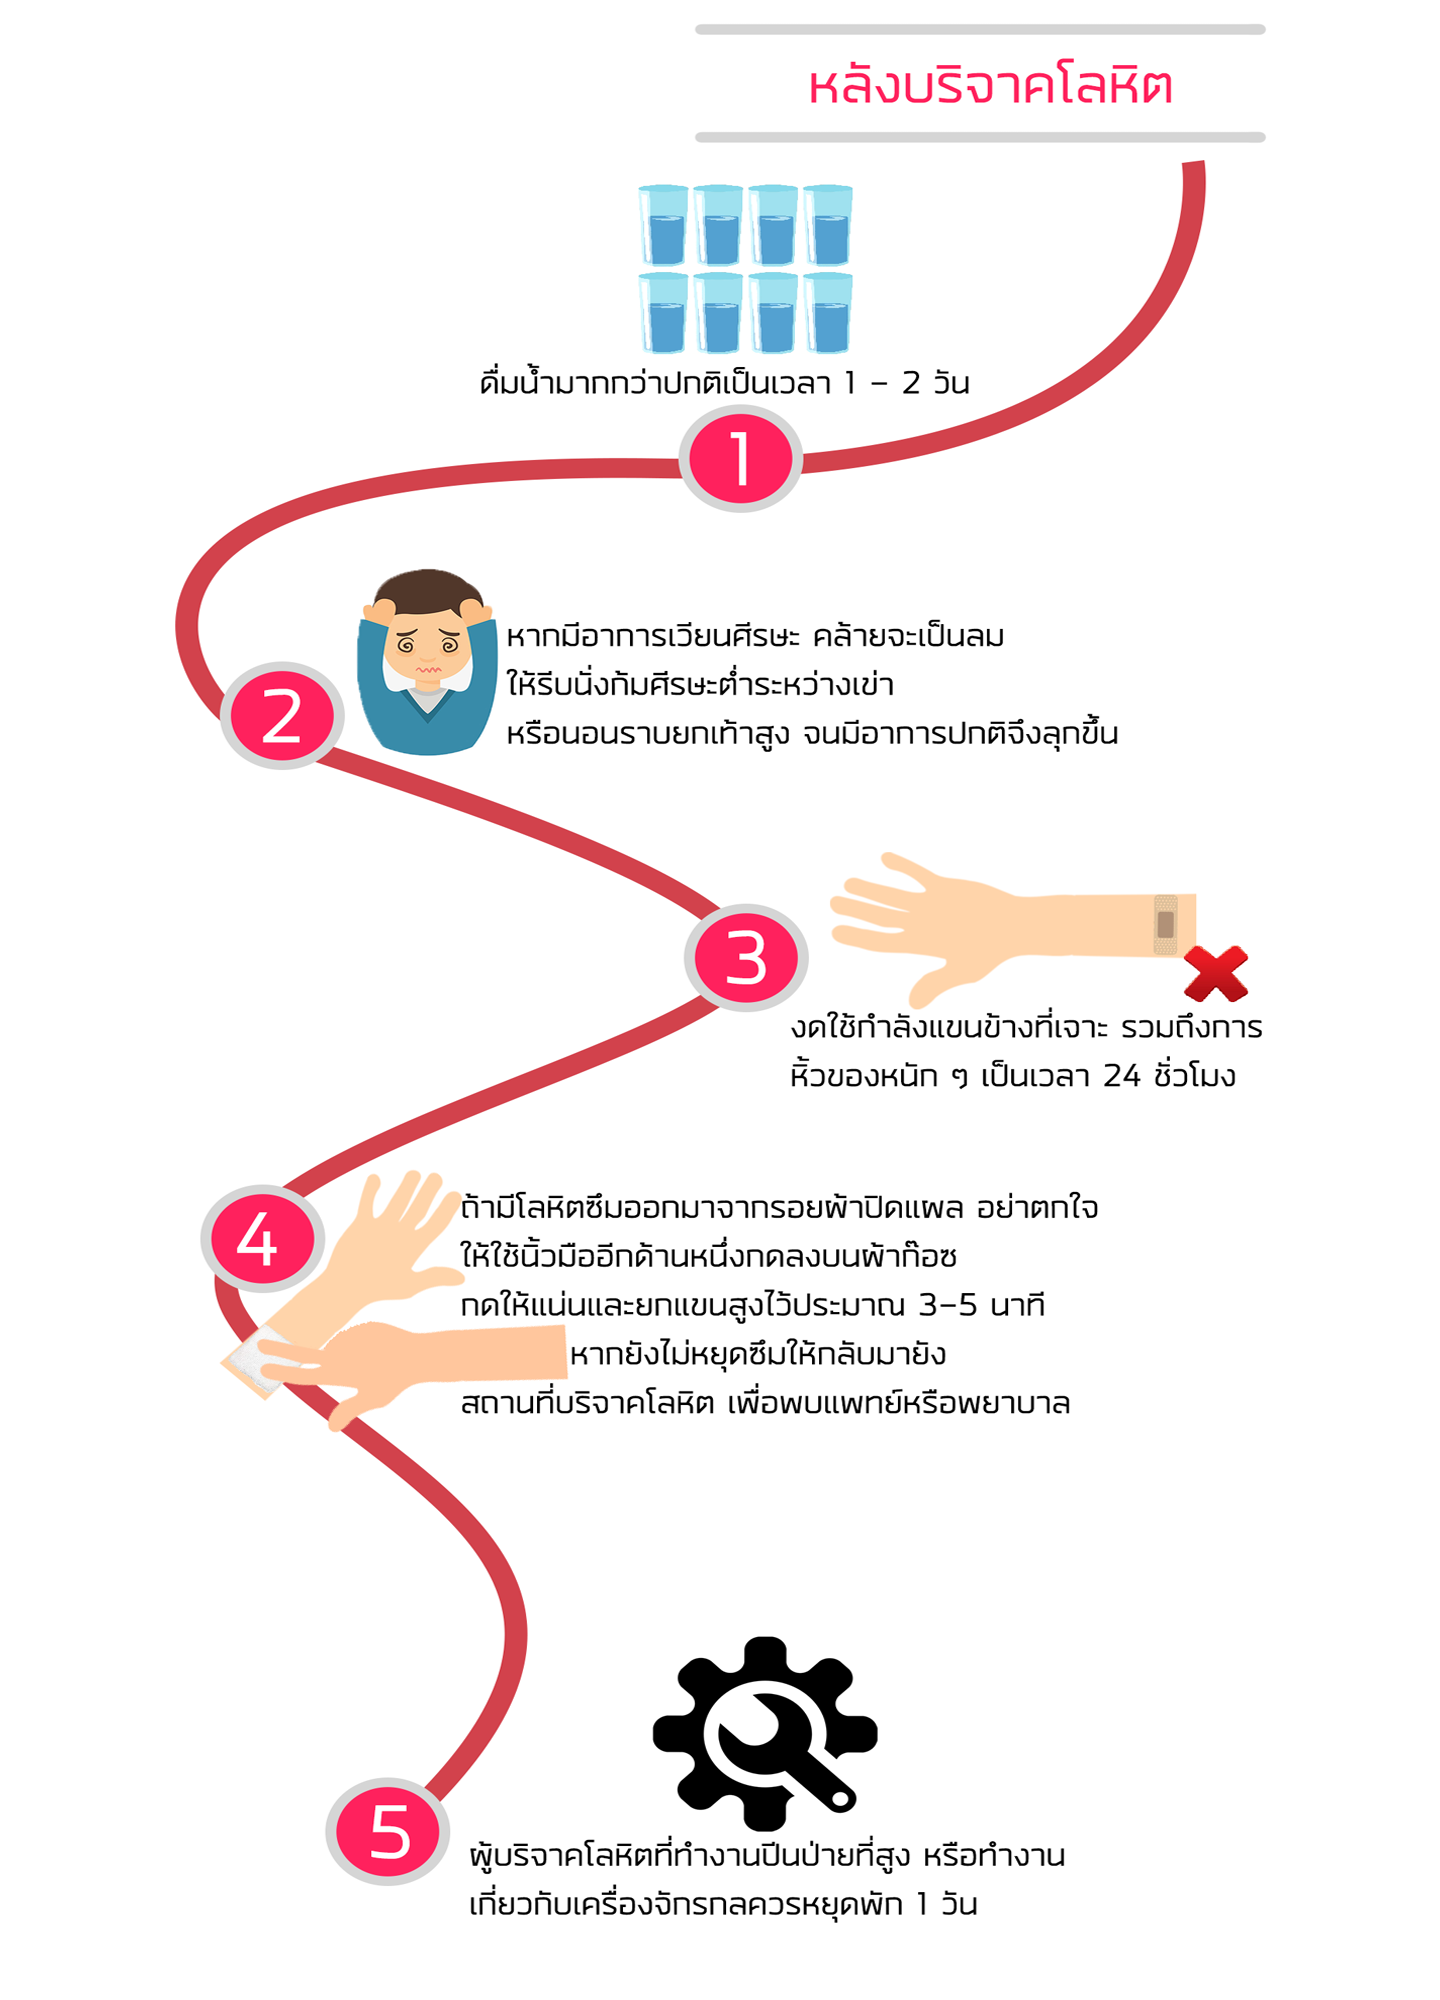 หลังบริจาคโลหิต
ดื่มน้ำมากกว่าปกติเป็นเวลา 1 – 2 วัน
1
หากมีอาการเวียนศีรษะ คล้ายจะเป็นลม
ให้รีบนั่งก้มศีรษะต่ำระหว่างเข่า
หรือนอนราบยกเท้าสูง จนมีอาการปกติจึงลุกขึ้น
2
3
งดใช้กำลังแขนข้างที่เจาะ รวมถึงการ
หิ้วของหนัก ๆ เป็นเวลา 24 ชั่วโมง
4
ถ้ามีโลหิตซึมออกมาจากรอยผ้าปิดแผล อย่าตกใจ
ให้ใช้นิ้วมืออีกด้านหนึ่งกดลงบนผ้าก๊อซ
กดให้แน่นและยกแขนสูงไว้ประมาณ 3–5 นาที
หากยังไม่หยุดซึมให้กลับมายัง
สถานที่บริจาคโลหิต เพื่อพบแพทย์หรือพยาบาล
5
ผู้บริจาคโลหิตที่ทำงานปีนป่ายที่สูง หรือทำงาน
เกี่ยวกับเครื่องจักรกลควรหยุดพัก 1 วัน